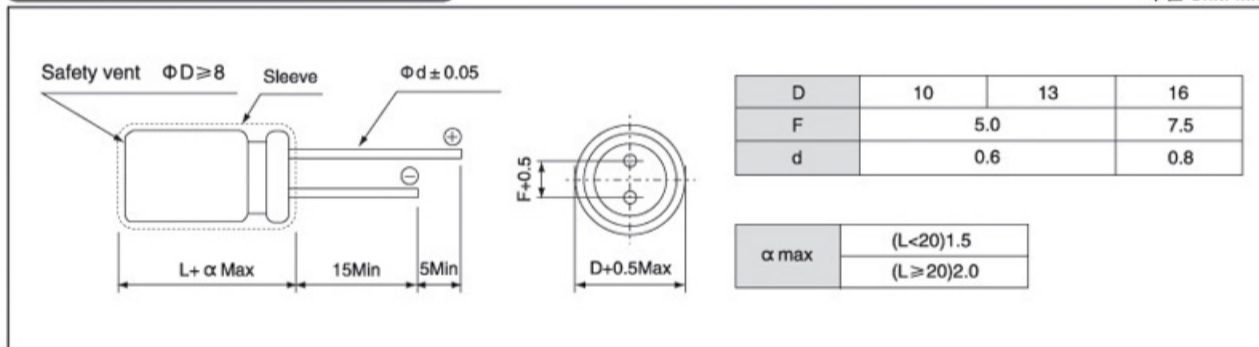 Safety vent ΦD≥8
Sleeve
Φd±0.05
⊕
⊖
L+ α Max
15Min
5Min
F+0.5
D+0.5Max
D 10 13 16
F 5.0 7.5
d 0.6 0.8
α max
(L<20)1.5
(L≥20)2.0